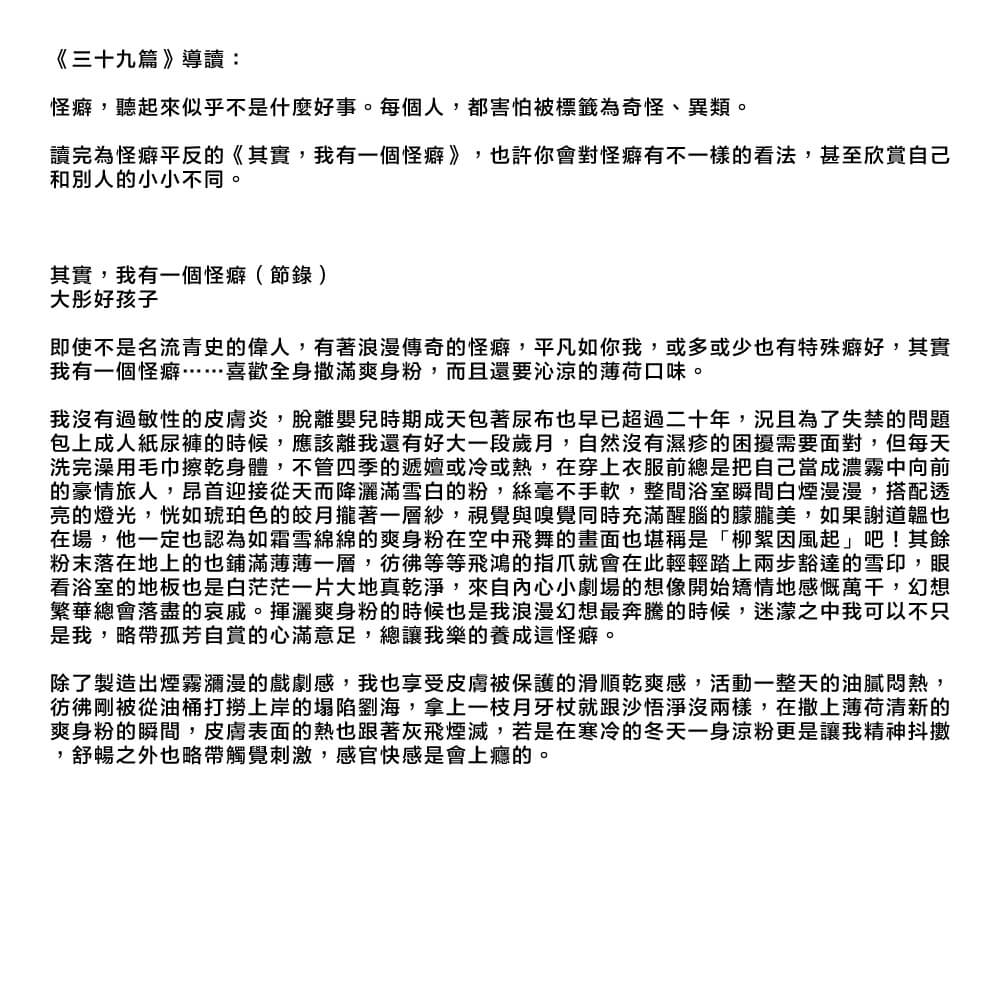 《三十九篇》導讀：
怪癖，聽起來似乎不是什麼好事。每個人，都害怕被標籤為奇怪、異類。
讀完為怪癖平反的《其實，我有一個怪癖》，也許你會對怪癖有不一樣的看法，甚至欣賞自己
和別人的小小不同。
其實，我有一個怪癖（節錄）
大彤好孩子
即使不是名流青史的偉人，有著浪漫傳奇的怪癖，平凡如你我，或多或少也有特殊癖好，其實
我有一個怪癖……喜歡全身撒滿爽身粉，而且還要沁涼的薄荷口味。
我沒有過敏性的皮膚炎，脫離嬰兒時期成天包著尿布也早已超過二十年，況且為了失禁的問題
包上成人紙尿褲的時候，應該離我還有好大一段歲月，自然沒有濕疹的困擾需要面對，但每天
洗完澡用毛巾擦乾身體，不管四季的遞嬗或冷或熱，在穿上衣服前總是把自己當成濃霧中向前
的豪情旅人，昂首迎接從天而降灑滿雪白的粉，絲毫不手軟，整間浴室瞬間白煙漫漫，搭配透
亮的燈光，恍如琥珀色的皎月攏著一層紗，視覺與嗅覺同時充滿醒腦的朦朧美，如果謝道韞也
在場，他一定也認為如霜雪綿綿的爽身粉在空中飛舞的畫面也堪稱是「柳絮因風起」吧！其餘
粉末落在地上的也鋪滿薄薄一層，彷彿等等飛鴻的指爪就會在此輕輕踏上兩步豁達的雪印，眼
看浴室的地板也是白茫茫一片大地真乾淨，來自內心小劇場的想像開始矯情地感慨萬千，幻想
繁華總會落盡的哀戚。揮灑爽身粉的時候也是我浪漫幻想最奔騰的時候，迷濛之中我可以不只
是我，略帶孤芳自賞的心滿意足，總讓我樂的養成這怪癖。
除了製造出煙霧瀰漫的戲劇感，我也享受皮膚被保護的滑順乾爽感，活動一整天的油膩悶熱，
彷彿剛被從油桶打撈上岸的塌陷劉海，拿上一枝月牙杖就跟沙悟淨沒兩樣，在撒上薄荷清新的
爽身粉的瞬間，皮膚表面的熱也跟著灰飛煙滅，若是在寒冷的冬天一身涼粉更是讓我精神抖擻
，舒暢之外也略帶觸覺刺激，感官快感是會上癮的。